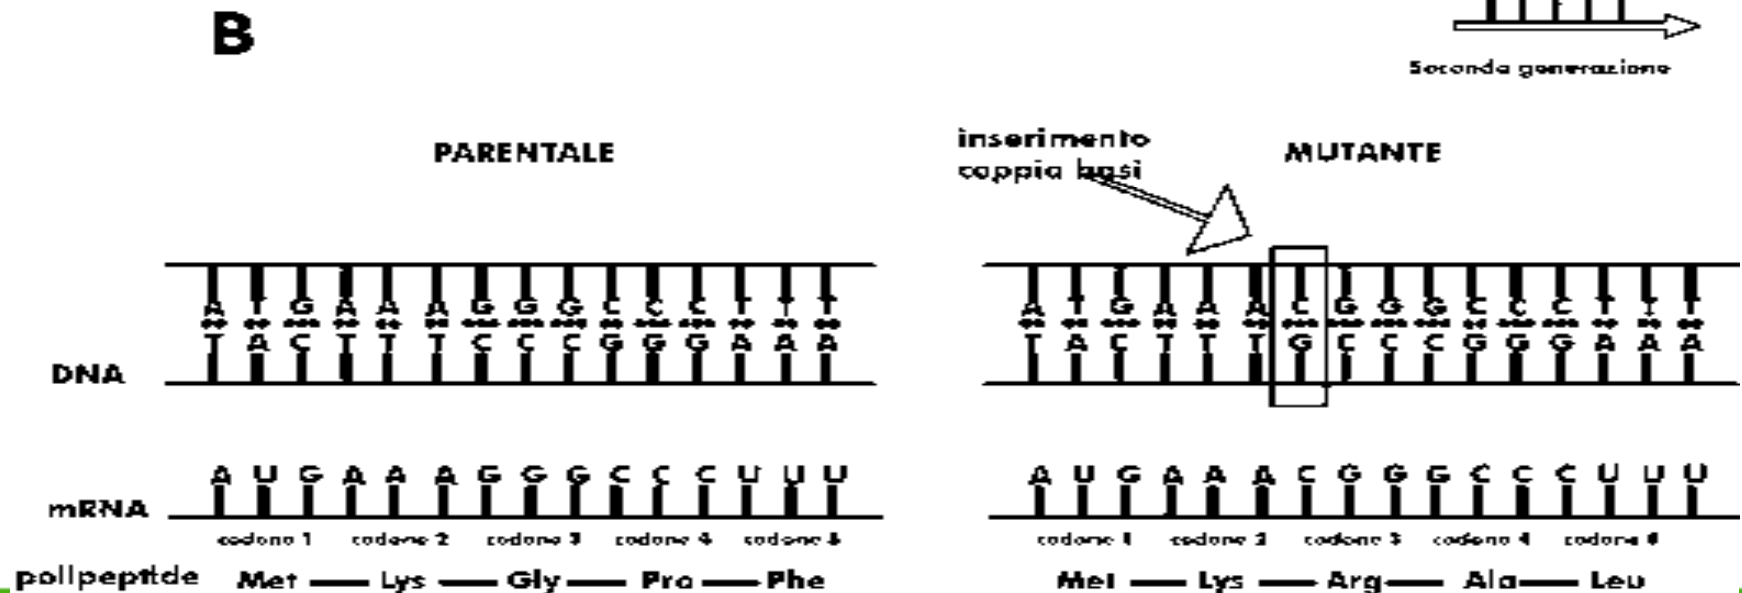 B
Seconda generazione
PARENTALE
inserimento
coppia basi
MUTANTE
A T G A A A G G G C C C T T T
T A C T T T C C C G G G A A A
A T G A A A C G G G C C C T T T
T A C T T T G C C C G G G A A A
DNA
A U G A A A G G G C C C U U U
A U G A A A C G G G C C C U U U
mRNA
codone 1 codone 2 codone 3 codone 4 codone 5
codone 1 codone 2 codone 3 codone 4 codone
polipeptide Met Lys Gly Pro Phe
Met Lys Arg Ala Leu